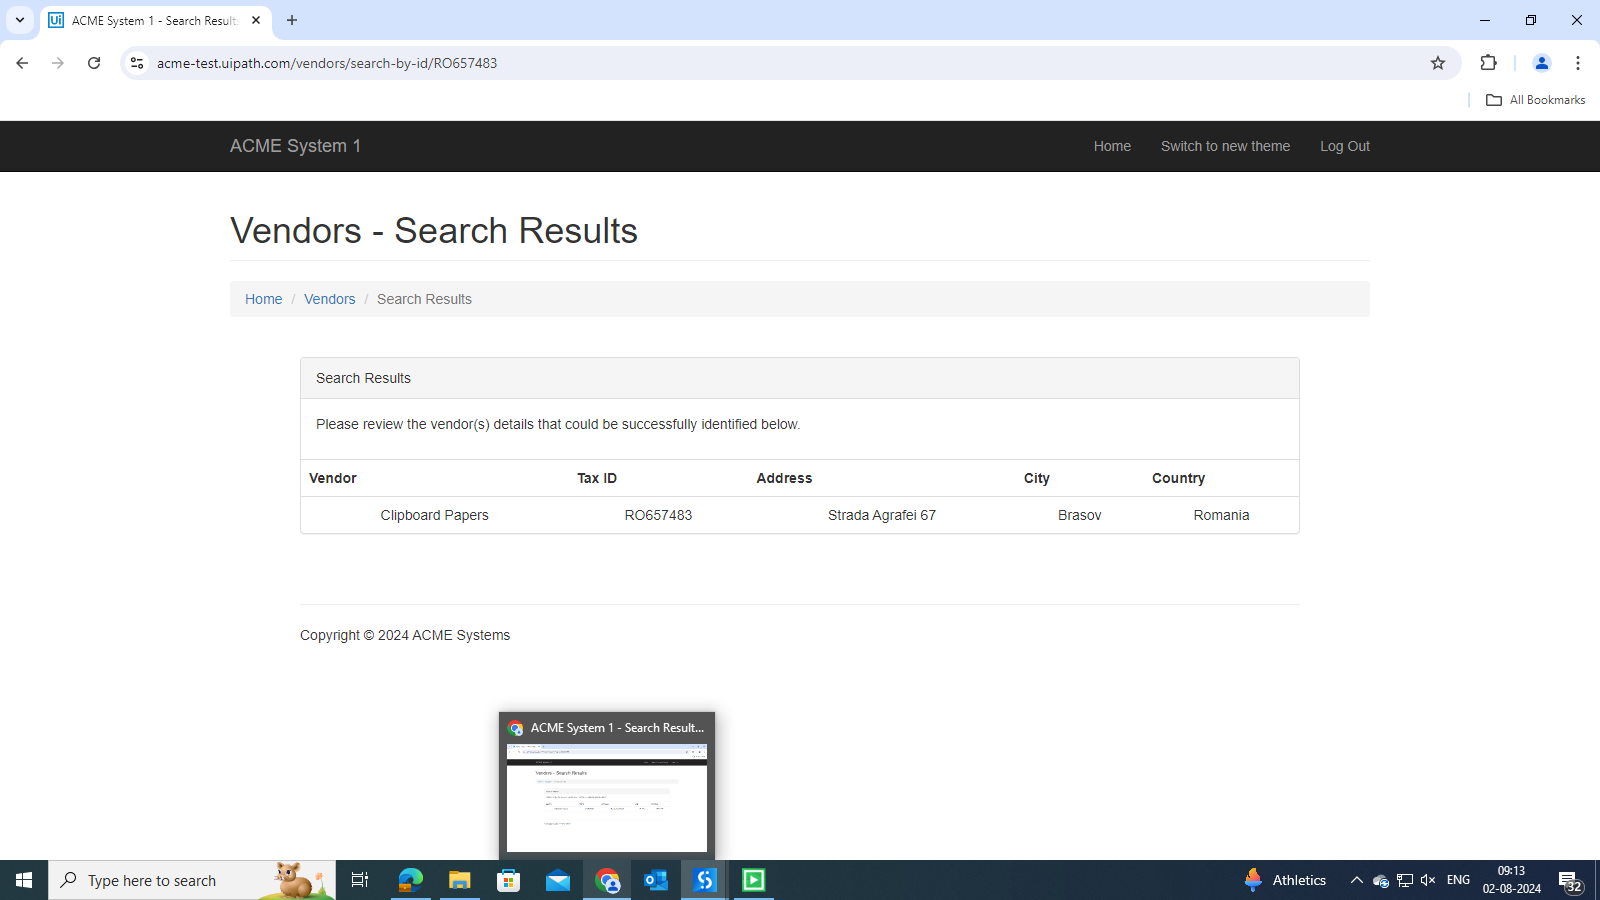 ACME System 1 - Search Results
acme-test.uipath.com/vendors/search-by-id/RO657483
All Bookmarks
ACME System 1
Home
Switch to new theme
Log Out
Vendors - Search Results
Home / Vendors / Search Results
Search Results
Please review the vendor(s) details that could be successfully identified below.
Vendor Tax ID Address City Country
Clipboard Papers RO657483 Strada Agrafei 67 Brasov Romania
Copyright © 2024 ACME Systems
ACME System 1 - Search Result...
Vendors - Search Results
Type here to search
Athletics
ENG
09:13
02-08-2024
32